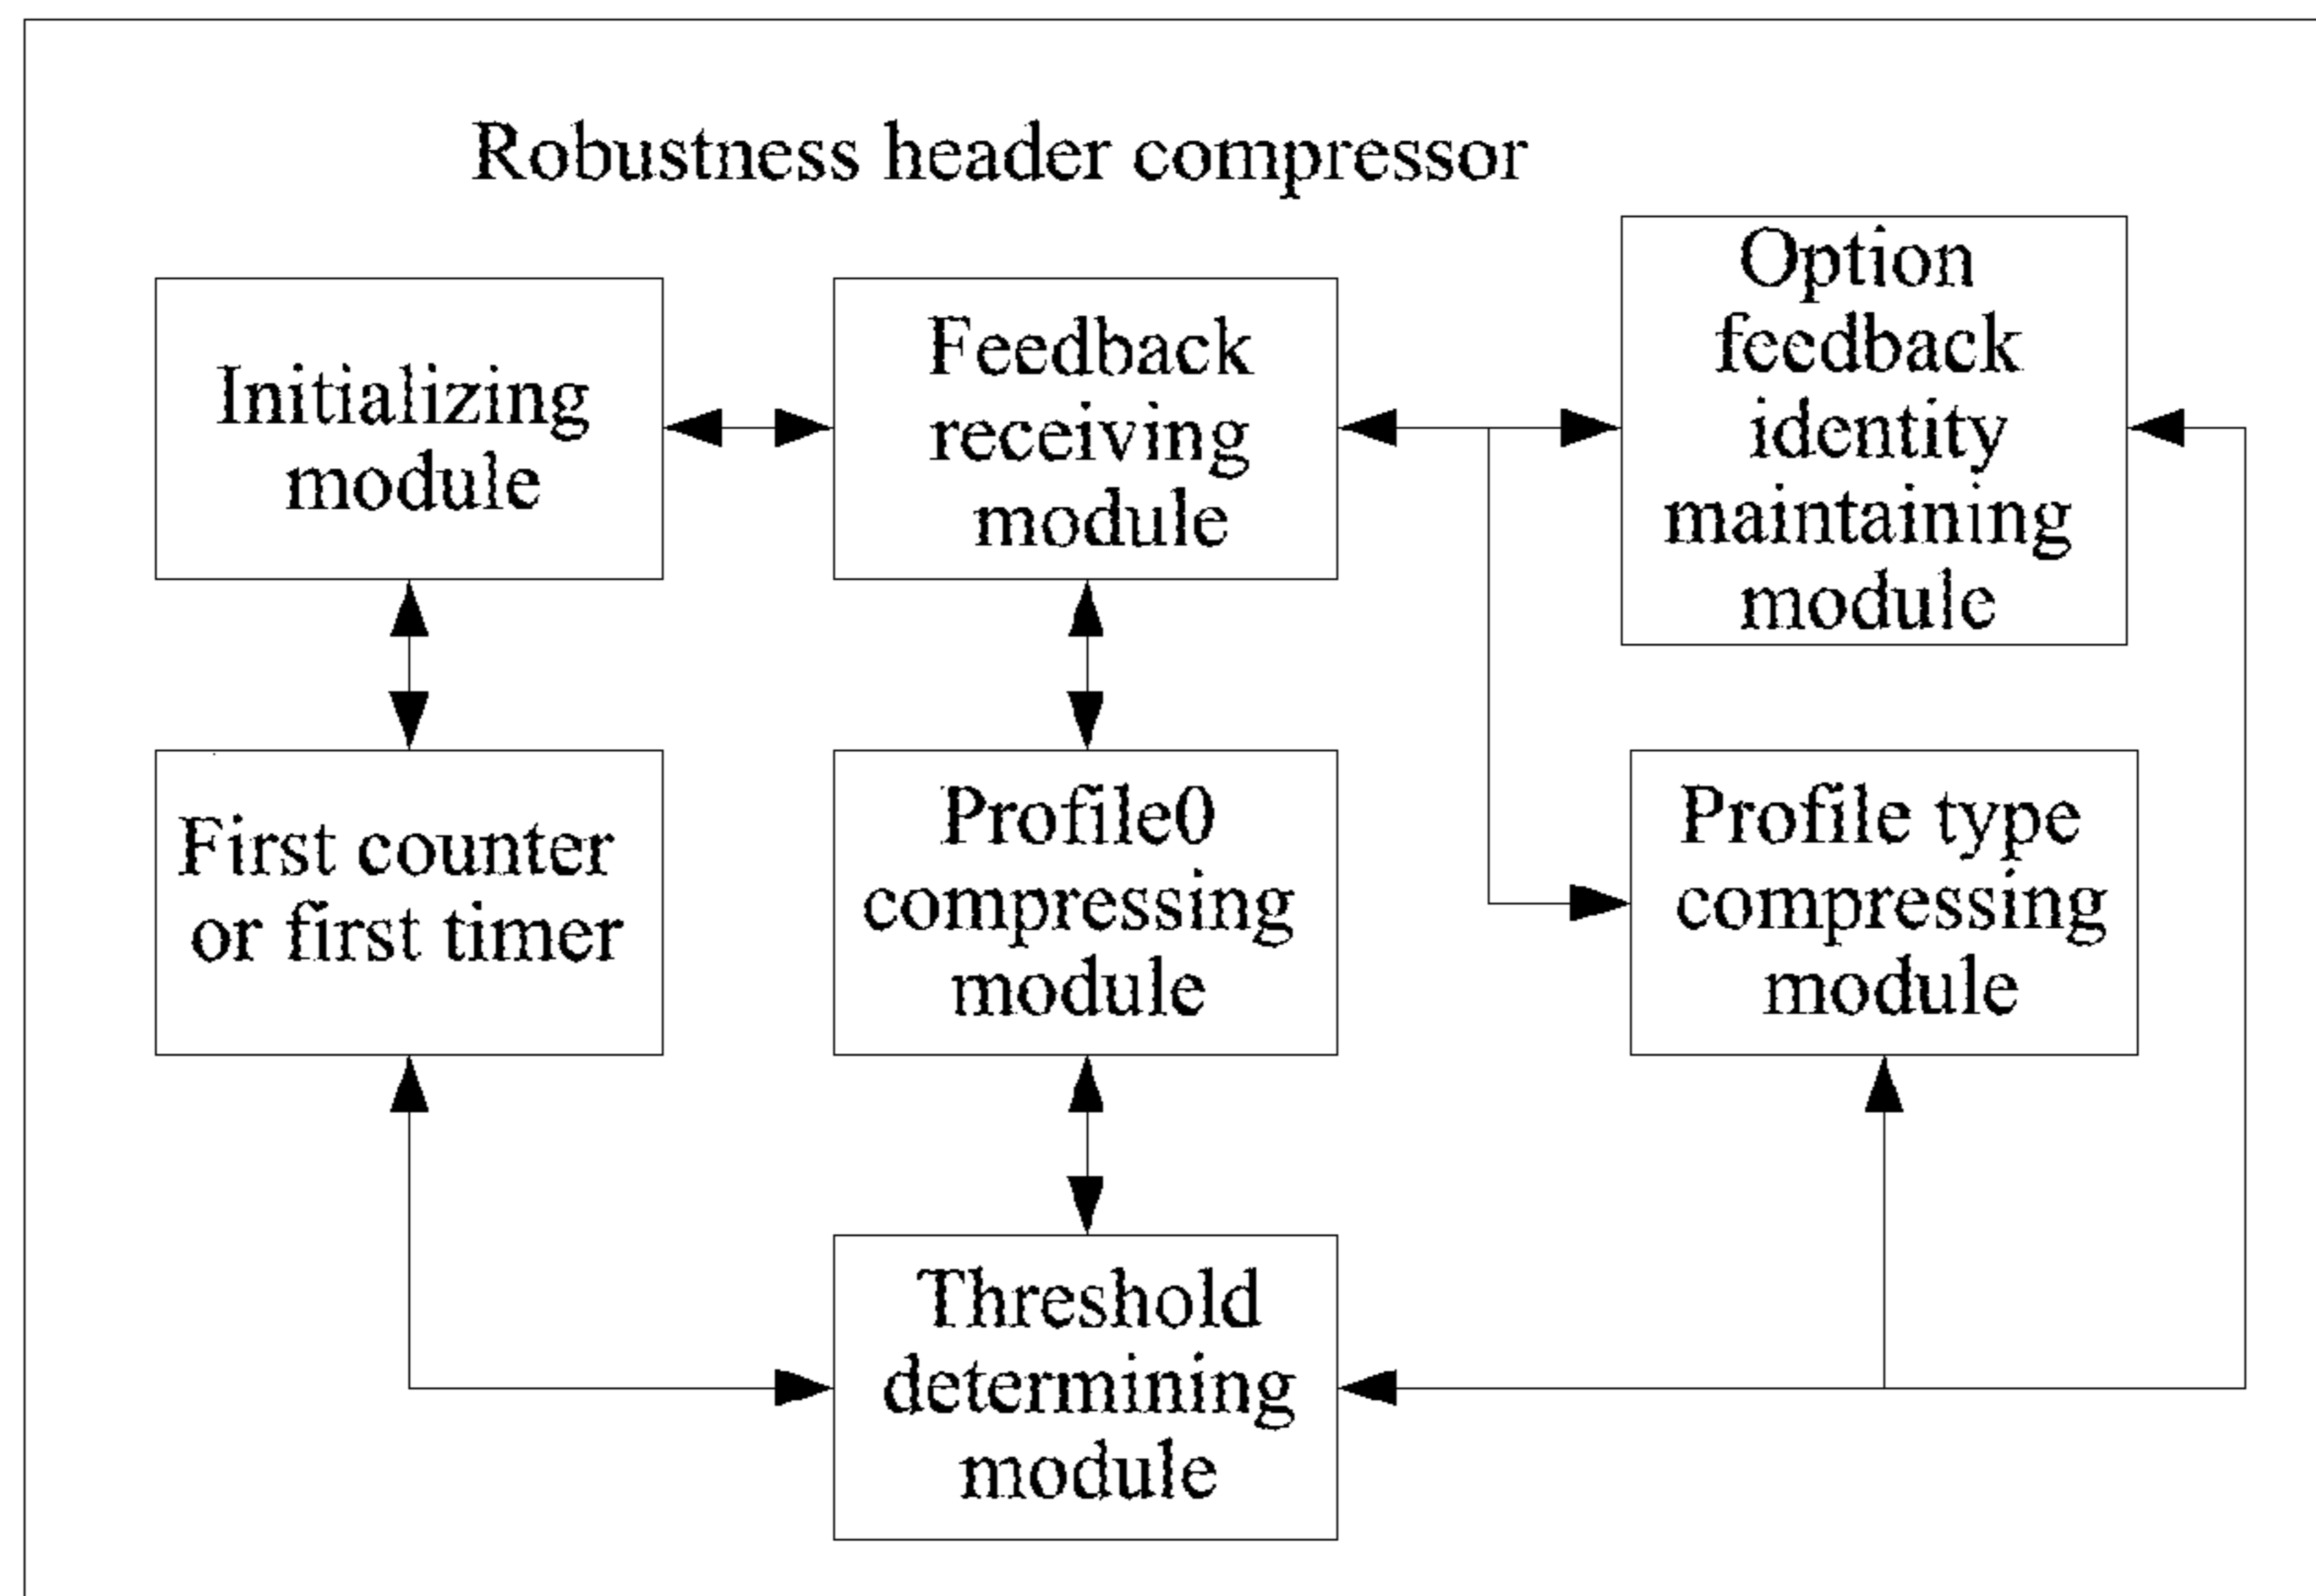 Robustness header compressor
Initializing
module
Feedback
receiving
module
Option
feedback
identity
maintaining
module
First counter
or first timer
Profile0
compressing
module
Profile type
compressing
module
Threshold
determining
module